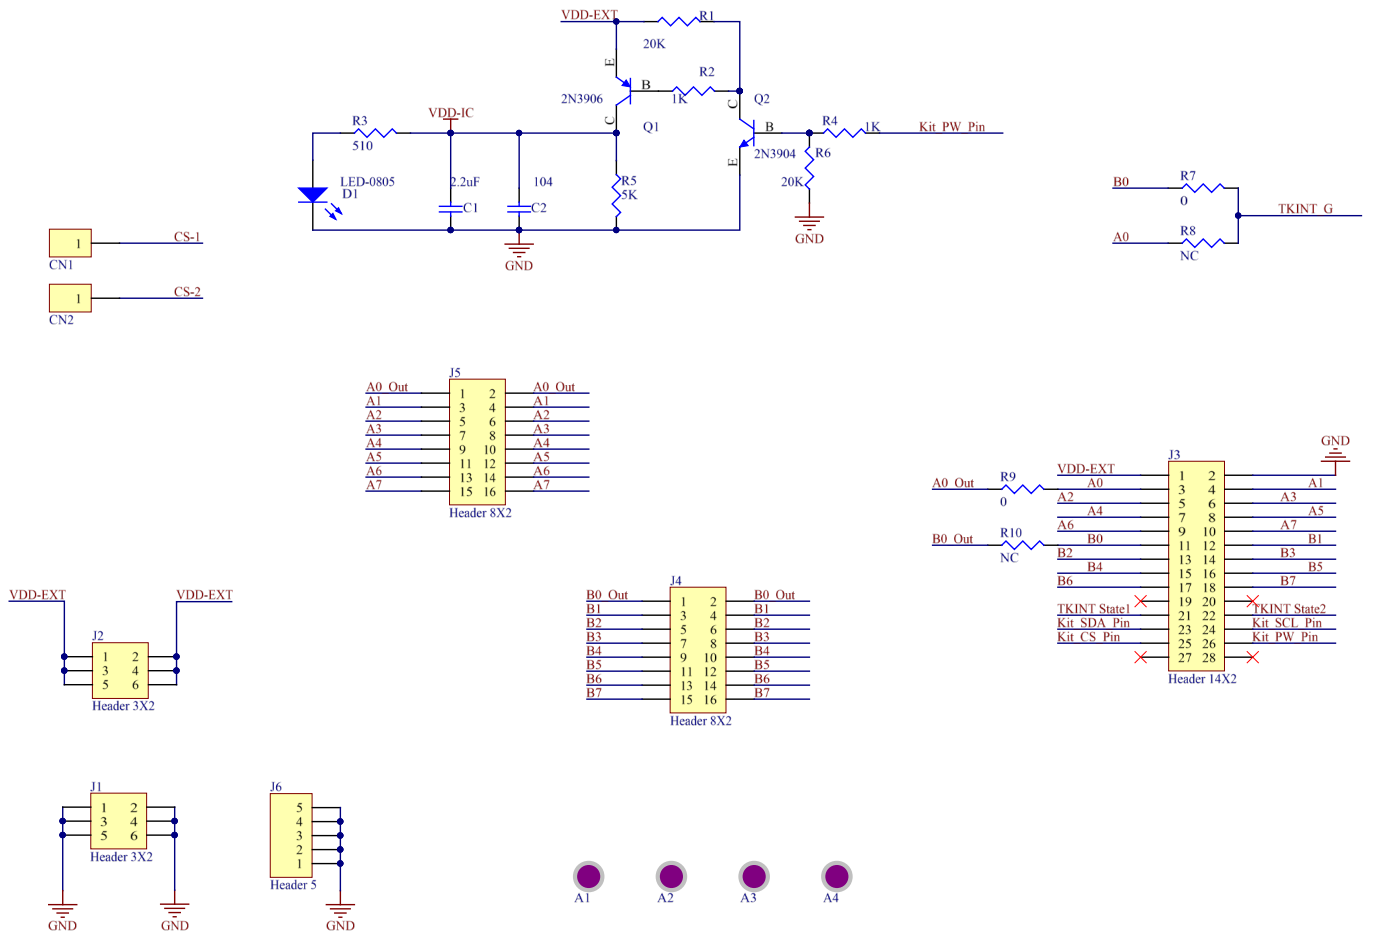 VDD-EXT
R1
20K
E
2N3906
B
R2
1K
C
Q2
C
Q1
B
R4
1K
Kit_PW_Pin
2N3904
E
R6
20K
GND
VDD-IC
R3
510
LED-0805
D1
2.2uF
C1
104
C2
R5
5K
GND
B0
R7
0
TKINT_G
A0
R8
NC
1
CS-1
CN1
1
CS-2
CN2
J5
A0_Out 1 2 A0_Out
A1 3 4 A1
A2 5 6 A2
A3 7 8 A3
A4 9 10 A4
A5 11 12 A5
A6 13 14 A6
A7 15 16 A7
Header 8X2
GND
J3
VDD-EXT 1 2
A0_Out R9 A0 3 4 A1
0
A2 5 6 A3
A4 7 8 A5
A6 9 10 A7
B0_Out R10 B0 11 12 B1
NC
B2 13 14 B3
B4 15 16 B5
B6 17 18 B7
19 20
TKINT State1 21 22 TKINT State2
Kit_SDA_Pin 23 24 Kit_SCL_Pin
Kit_CS_Pin 25 26 Kit_PW_Pin
27 28
Header 14X2
J4
B0_Out 1 2 B0_Out
B1 3 4 B1
B2 5 6 B2
B3 7 8 B3
B4 9 10 B4
B5 11 12 B5
B6 13 14 B6
B7 15 16 B7
Header 8X2
VDD-EXT VDD-EXT
J2
1 2
3 4
5 6
Header 3X2
J1
1 2
3 4
5 6
Header 3X2
GND GND
J6
5
4
3
2
1
Header 5
GND
A1 A2 A3 A4